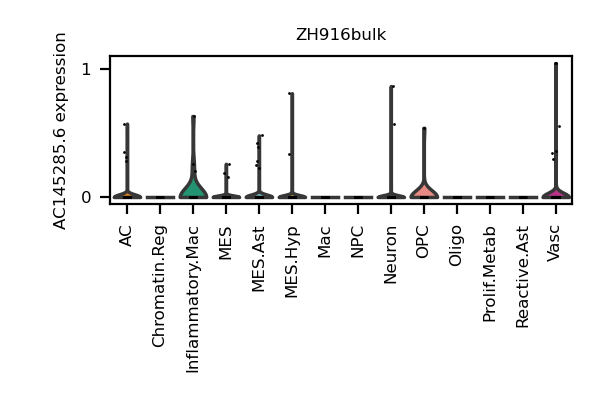 ZH916bulk
AC145285.6 expression
1
0
AC
Chromatin.Reg
Inflammatory.Mac
MES
MES.Ast
MES.Hyp
Mac
NPC
Neuron
OPC
Oligo
Prolif.Metab
Reactive.Ast
Vasc